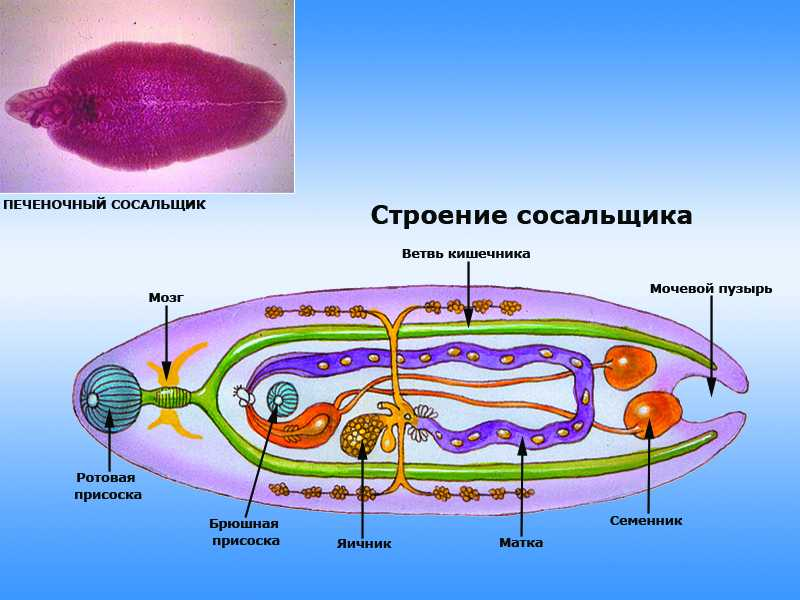 ПЕЧЕНОЧНЫЙ СОСАЛЬЩИК
Строение сосальщика
Ветвь кишечника
Мочевой пузырь
Мозг
Ротовая
присоска
Брюшная
присоска
Яичник
Матка
Семенник